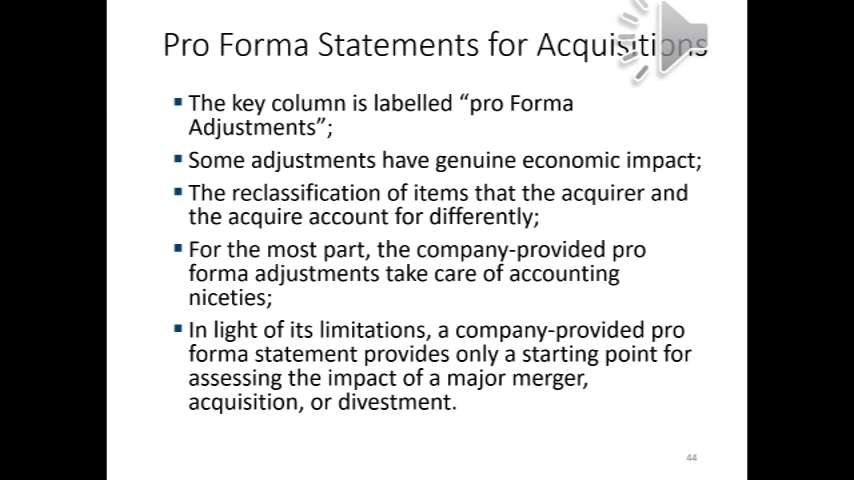 Pro Forma Statements for Acquisitions
▪ The key column is labelled “pro Forma
Adjustments”;
▪ Some adjustments have genuine economic impact;
▪ The reclassification of items that the acquirer and
the acquire account for differently;
▪ For the most part, the company-provided pro
forma adjustments take care of accounting
niceties;
▪ In light of its limitations, a company-provided pro
forma statement provides only a starting point for
assessing the impact of a major merger,
acquisition, or divestment.
44